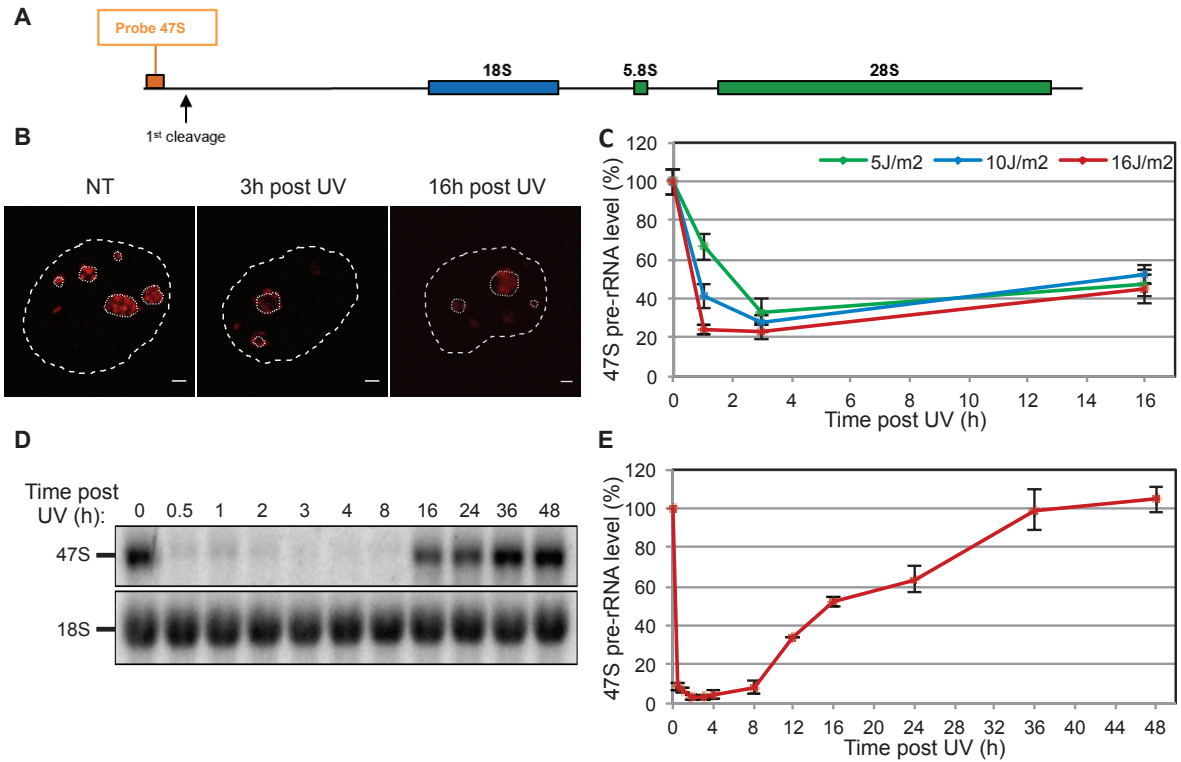 A
Probe 47S
18S
5.8S
28S
1st cleavage
B
NT
3h post UV
16h post UV
C
47S pre-rRNA level (%)
120
100
80
60
40
20
0
5J/m2 10J/m2 16J/m2
0 2 4 6 8 10 12 14 16
Time post UV (h)
D
Time post
UV (h):
0 0.5 1 2 3 4 8 16 24 36 48
47S
18S
E
47S pre-rRNA level (%)
120
100
80
60
40
20
0
0 4 8 12 16 20 24 28 32 36 40 44 48
Time post UV (h)